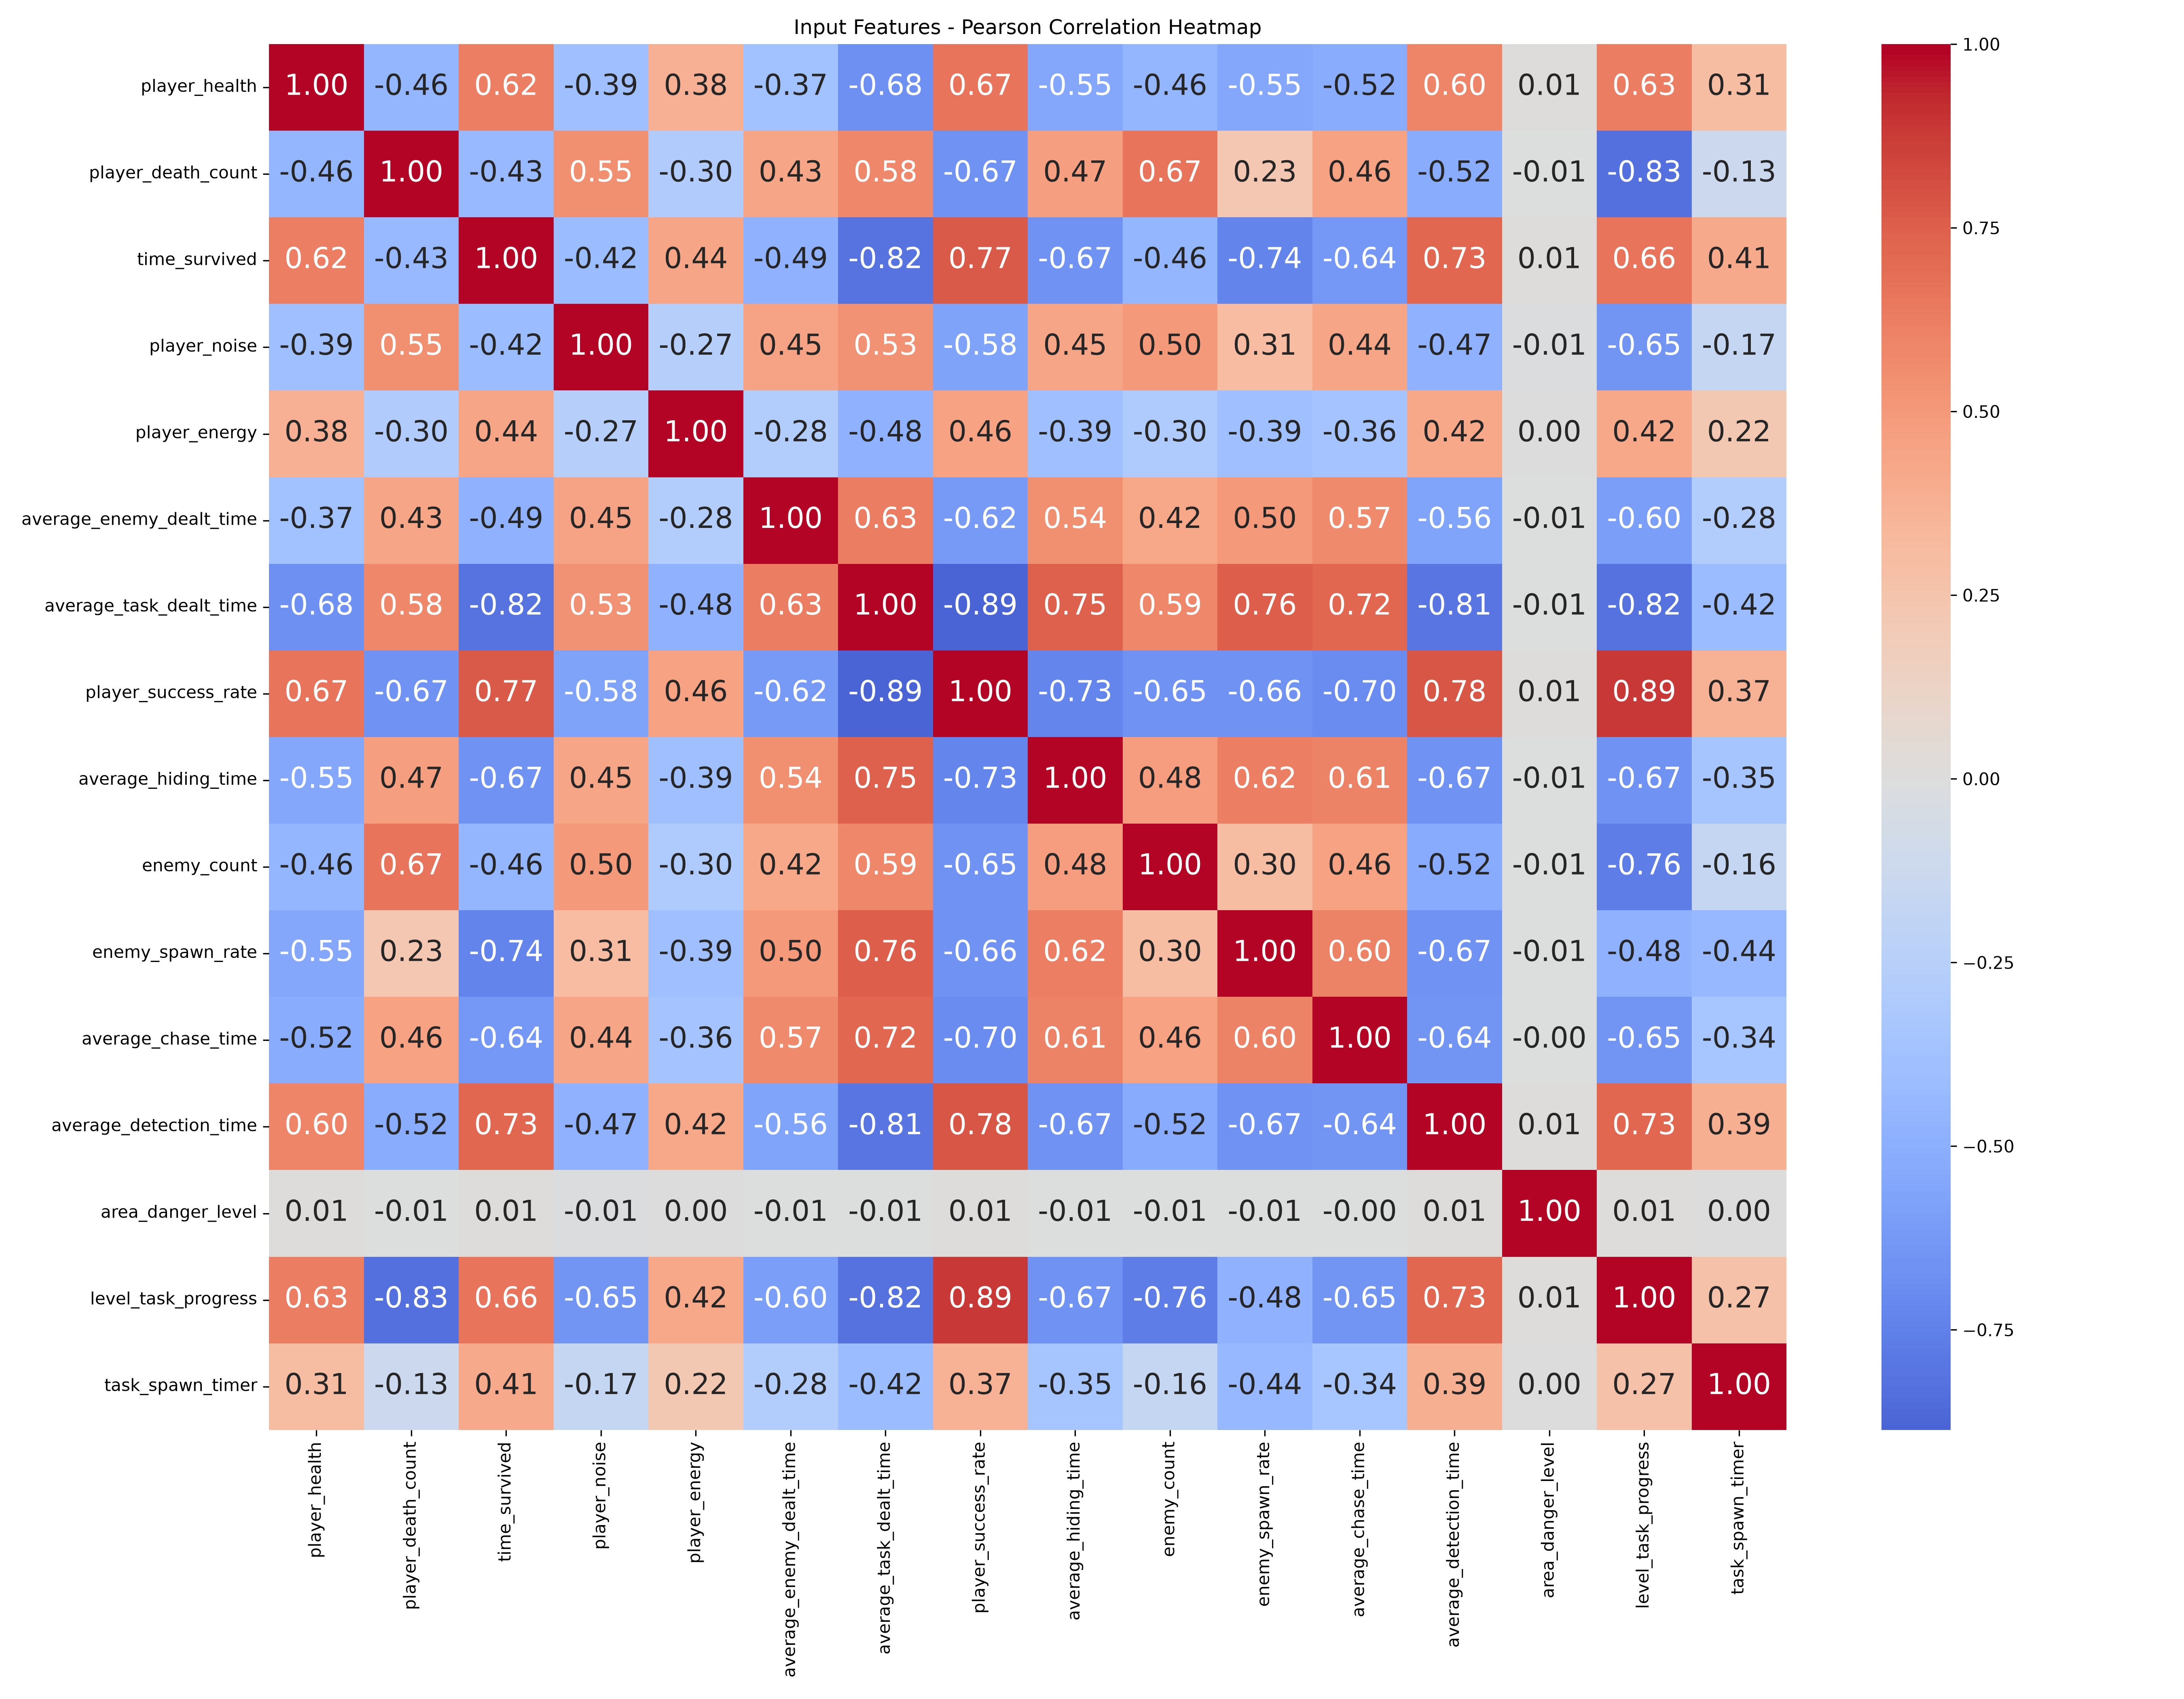 Input Features - Pearson Correlation Heatmap
player_health 1.00 -0.46 0.62 -0.39 0.38 -0.37 -0.68 0.67 -0.55 -0.46 -0.55 -0.52 0.60 0.01 0.63 0.31
player_death_count -0.46 1.00 -0.43 0.55 -0.30 0.43 0.58 -0.67 0.47 0.67 0.23 0.46 -0.52 -0.01 -0.83 -0.13
time_survived 0.62 -0.43 1.00 -0.42 0.44 -0.49 -0.82 0.77 -0.67 -0.46 -0.74 -0.64 0.73 0.01 0.66 0.41
player_noise -0.39 0.55 -0.42 1.00 -0.27 0.45 0.53 -0.58 0.45 0.50 0.31 0.44 -0.47 -0.01 -0.65 -0.17
player_energy 0.38 -0.30 0.44 -0.27 1.00 -0.28 -0.48 0.46 -0.39 -0.30 -0.39 -0.36 0.42 0.00 0.42 0.22
average_enemy_dealt_time -0.37 0.43 -0.49 0.45 -0.28 1.00 0.63 -0.62 0.54 0.42 0.50 0.57 -0.56 -0.01 -0.60 -0.28
average_task_dealt_time -0.68 0.58 -0.82 0.53 -0.48 0.63 1.00 -0.89 0.75 0.59 0.76 0.72 -0.81 -0.01 -0.82 -0.42
player_success_rate 0.67 -0.67 0.77 -0.58 0.46 -0.62 -0.89 1.00 -0.73 -0.65 -0.66 -0.70 0.78 0.01 0.89 0.37
average_hiding_time -0.55 0.47 -0.67 0.45 -0.39 0.54 0.75 -0.73 1.00 0.48 0.62 0.61 -0.67 -0.01 -0.67 -0.35
enemy_count -0.46 0.67 -0.46 0.50 -0.30 0.42 0.59 -0.65 0.48 1.00 0.30 0.46 -0.52 -0.01 -0.76 -0.16
enemy_spawn_rate -0.55 0.23 -0.74 0.31 -0.39 0.50 0.76 -0.66 0.62 0.30 1.00 0.60 -0.67 -0.01 -0.48 -0.44
average_chase_time -0.52 0.46 -0.64 0.44 -0.36 0.57 0.72 -0.70 0.61 0.46 0.60 1.00 -0.64 -0.00 -0.65 -0.34
average_detection_time 0.60 -0.52 0.73 -0.47 0.42 -0.56 -0.81 0.78 -0.67 -0.52 -0.67 -0.64 1.00 0.01 0.73 0.39
area_danger_level 0.01 -0.01 0.01 -0.01 0.00 -0.01 -0.01 0.01 -0.01 -0.01 -0.01 -0.00 0.01 1.00 0.01 0.00
level_task_progress 0.63 -0.83 0.66 -0.65 0.42 -0.60 -0.82 0.89 -0.67 -0.76 -0.48 -0.65 0.73 0.01 1.00 0.27
task_spawn_timer 0.31 -0.13 0.41 -0.17 0.22 -0.28 -0.42 0.37 -0.35 -0.16 -0.44 -0.34 0.39 0.00 0.27 1.00
player_health
player_death_count
time_survived
player_noise
player_energy
average_enemy_dealt_time
average_task_dealt_time
player_success_rate
average_hiding_time
enemy_count
enemy_spawn_rate
average_chase_time
average_detection_time
area_danger_level
level_task_progress
task_spawn_timer
1.00
0.75
0.50
0.25
0.00
−0.25
−0.50
−0.75